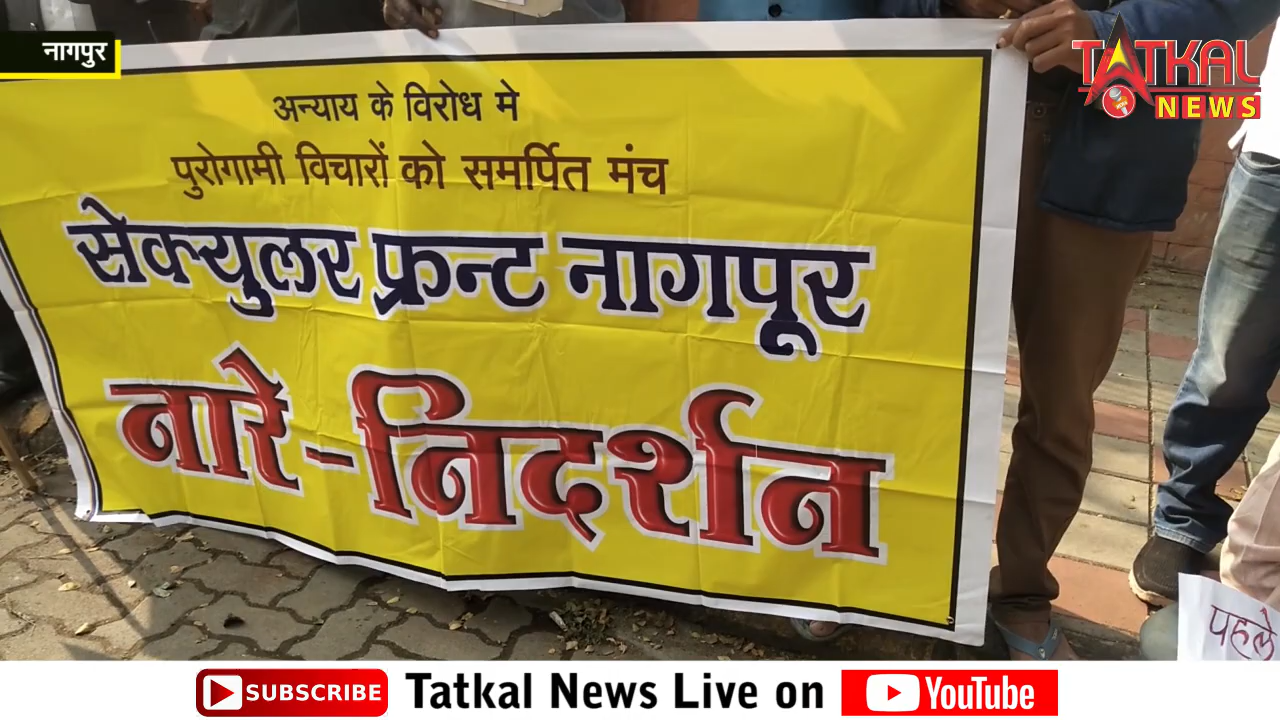 नागपुर
TATKAL
NEWS
अन्याय के विरोध मे
पुरोगामी विचारों को समर्पित मंच
सेक्युलर फ्रन्ट नागपूर
नारे-निदर्शन
पहले
SUBSCRIBE Tatkal News Live on YouTube